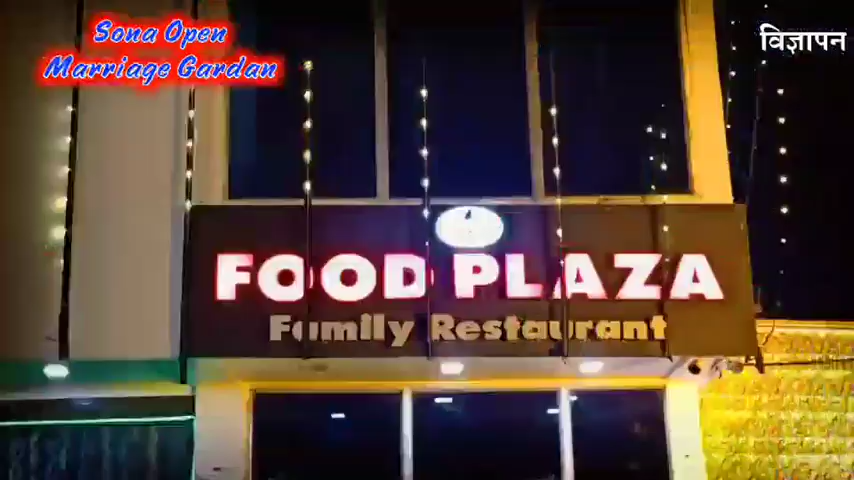 Sona Open
Marriage Gardan
विज्ञापन
FOOD PLAZA
Family Restaurant